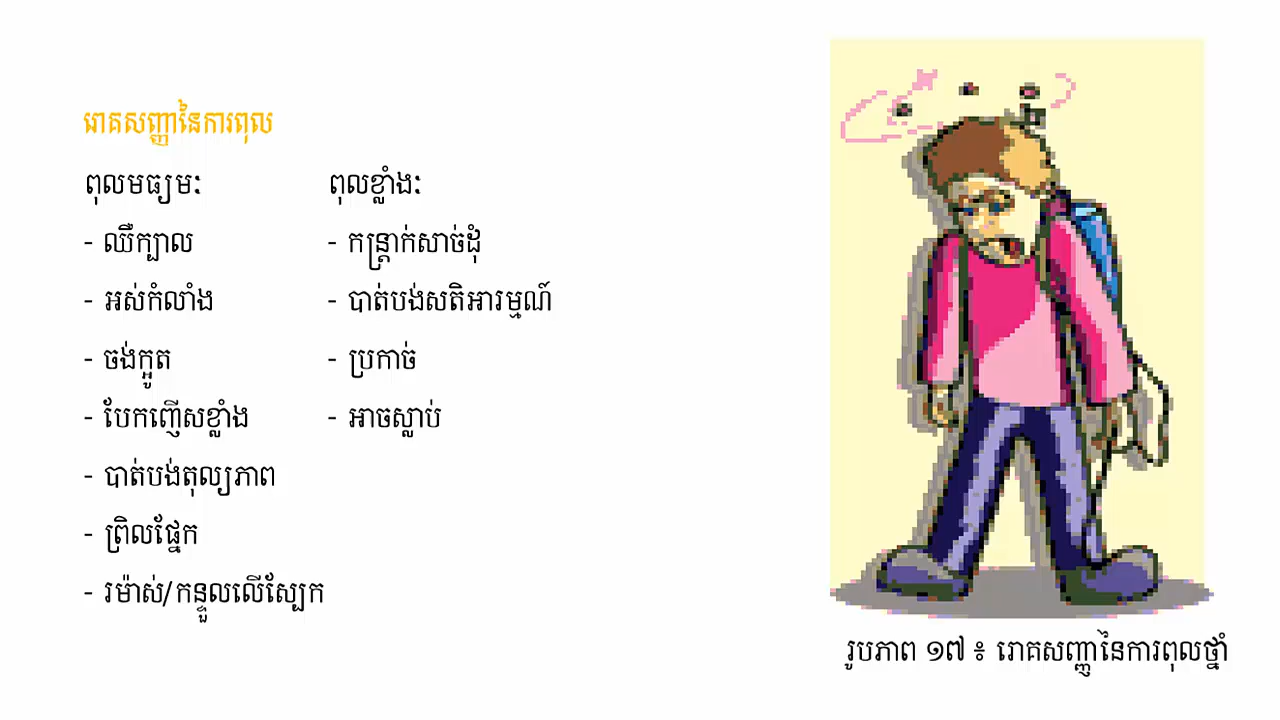 រោគសញ្ញានៃការពុល
ពុលមធ្យមៈ
- ឈឺក្បាល
- អស់កំលាំង
- ចង់ក្អួត
- បែកញើសខ្លាំង
- បាត់បង់តុល្យភាព
- ព្រិលផ្នែក
- រម៉ាស់/កន្ទួលលើស្បែក
ពុលខ្លាំងៈ
- កន្ត្រាក់សាច់ដុំ
- បាត់បង់សតិអារម្មណ៍
- ប្រកាច់
- អាចស្លាប់
រូបភាព ១៧ ៖ រោគសញ្ញានៃការពុលថ្នាំ